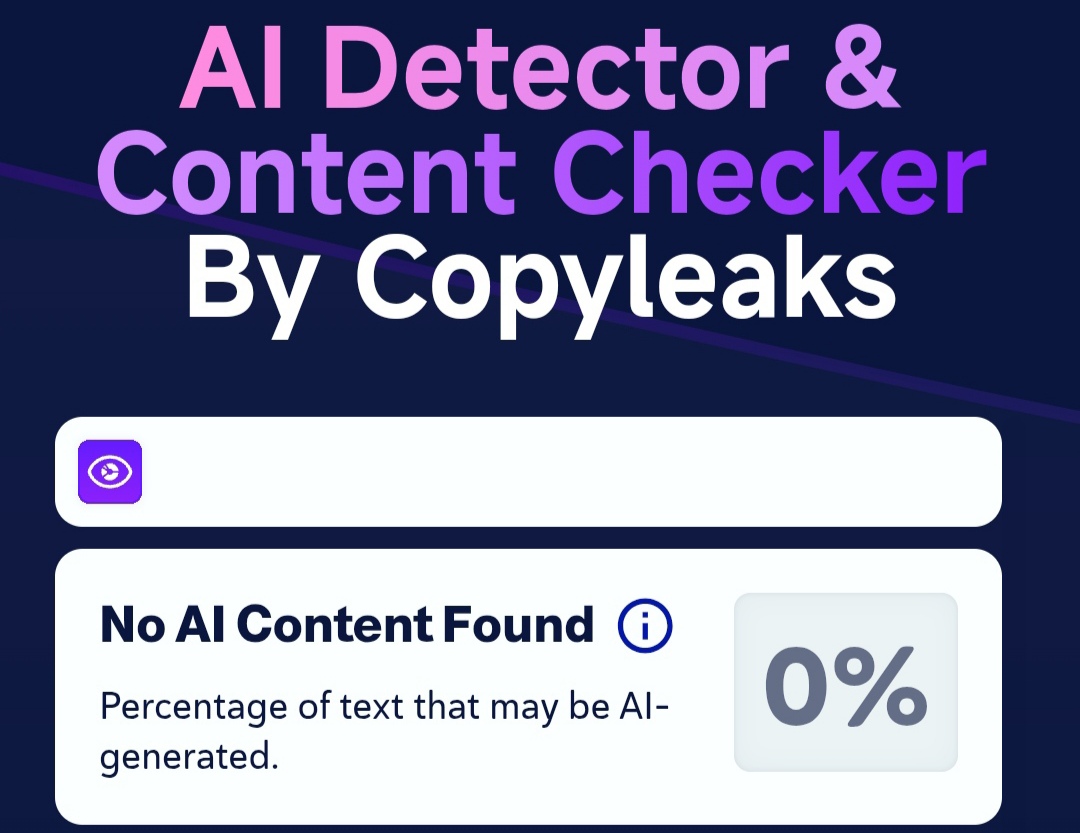 AI Detector &
Content Checker
By Copyleaks
No AI Content Found
0%
Percentage of text that may be AI-
generated.